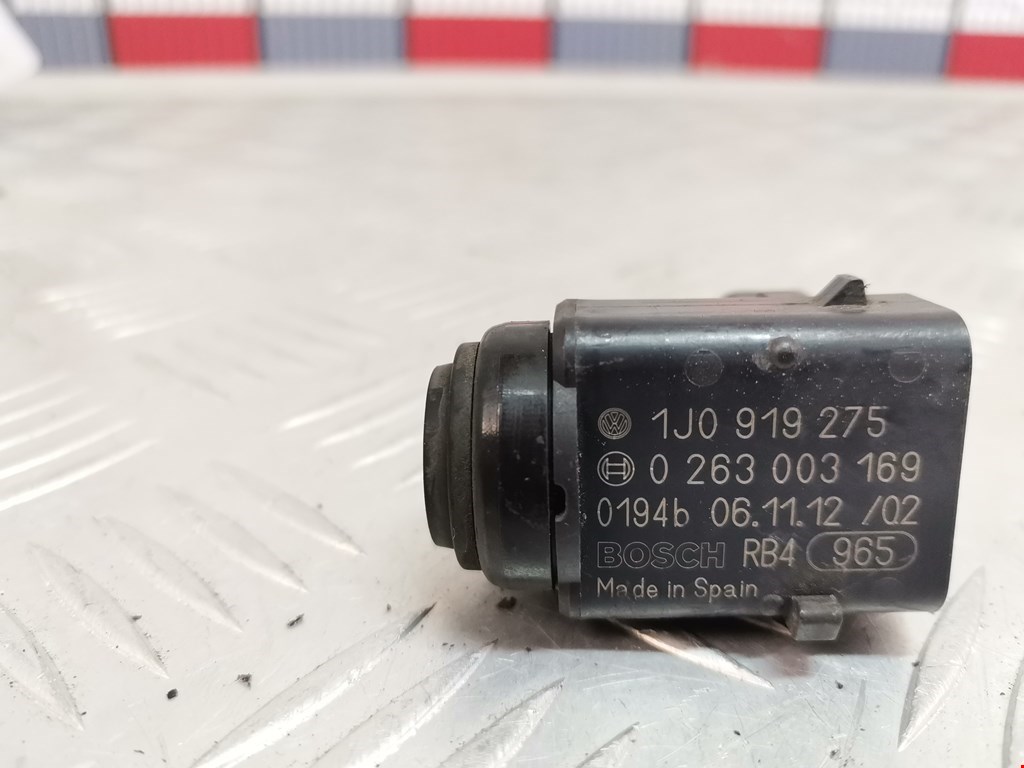 1J0 919 275
0 263 003 169
0194b 06.11.12 /02
BOSCH RB4 965
Made in Spain